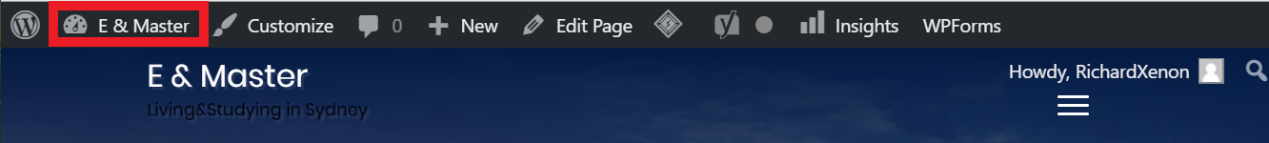 E & Master Customize 0 New Edit Page Insights WPForms
E & Master Howdy, RichardXenon
Living&Studying in Sydney